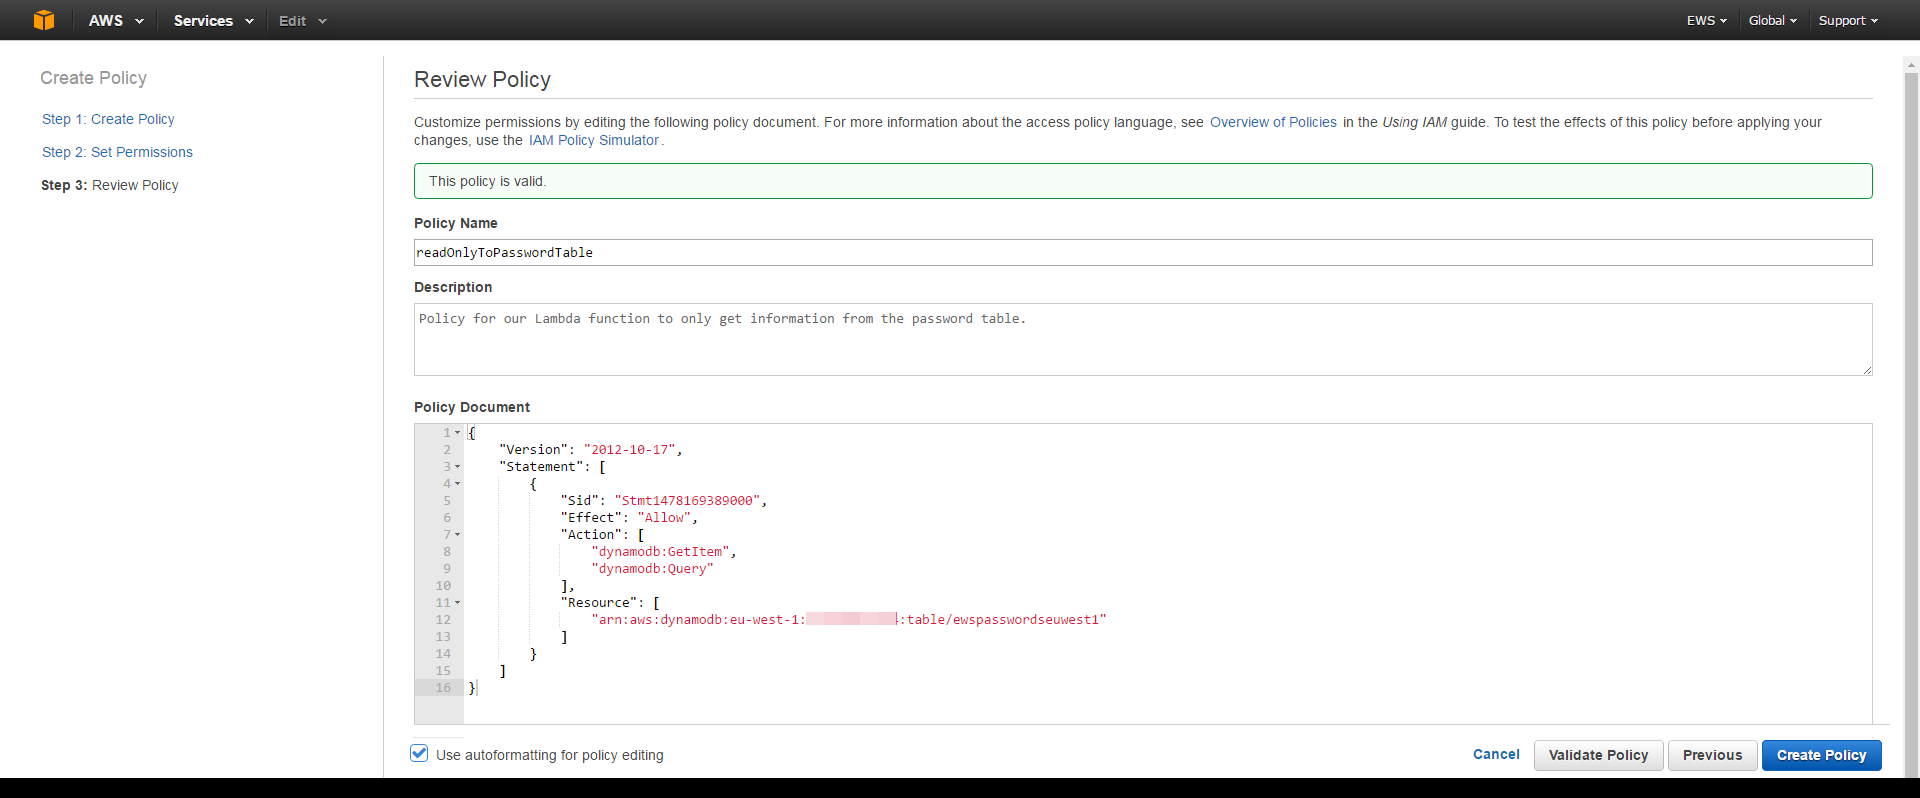 AWS Services Edit EWS Global Support
Create Policy
Step 1: Create Policy
Step 2: Set Permissions
Step 3: Review Policy
Review Policy
Customize permissions by editing the following policy document. For more information about the access policy language, see Overview of Policies in the Using IAM guide. To test the effects of this policy before applying your
changes, use the IAM Policy Simulator.
This policy is valid.
Policy Name
readOnlyToPasswordTable
Description
Policy for our Lambda function to only get information from the password table.
Policy Document
1 {
2 "Version": "2012-10-17",
3 "Statement": [
4 {
5 "Sid": "Stmt1478169389000",
6 "Effect": "Allow",
7 "Action": [
8 "dynamodb:GetItem",
9 "dynamodb:Query"
10 ],
11 "Resource": [
12 "arn:aws:dynamodb:eu-west-1: :table/ewspasswordseuwest1"
13 ]
14 }
15 ]
16 }
Use autoformatting for policy editing
Cancel Validate Policy Previous Create Policy